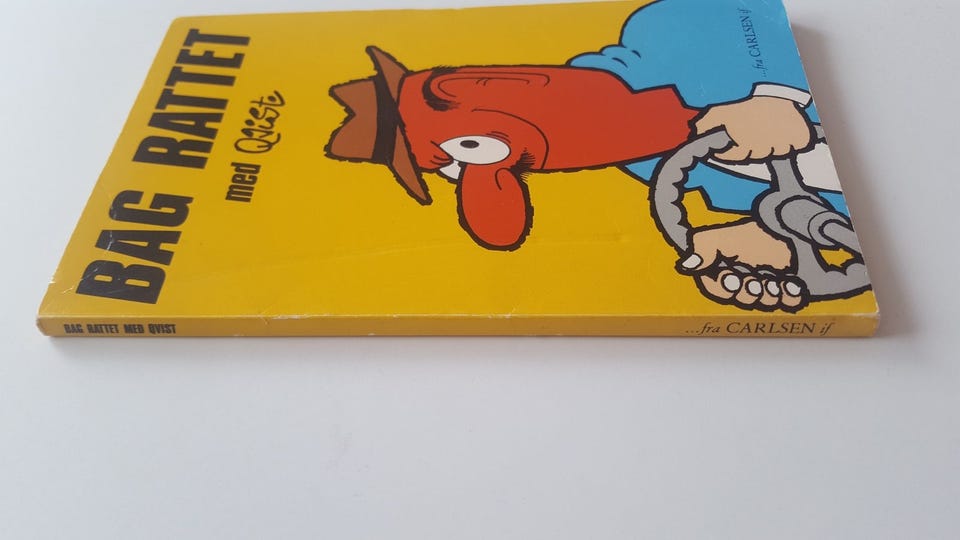 BAG RATTET
med Qvist.
...fra CARLSEN if
BAG RATTET MED QVIST
...fra CARLSEN if